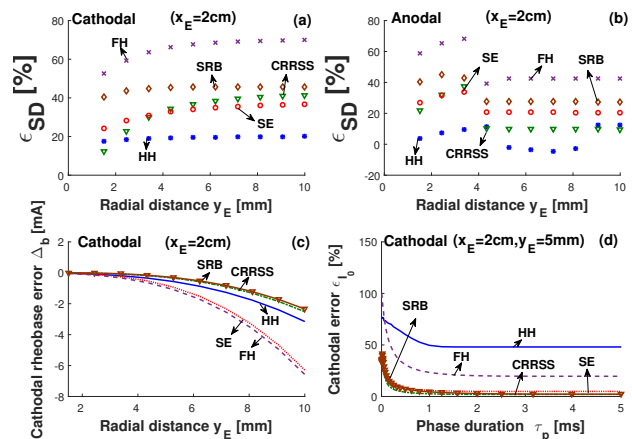 Cathodal (x_E=2cm) (a)
ϵ_SD [%]
80
60
40
20
0
FH
SRB
CRRSS
SE
HH
0 2 4 6 8 10
Radial distance y_E [mm]
Anodal (x_E=2cm) (b)
ϵ_SD [%]
80
60
40
20
0
-20
SE
FH
SRB
HH
CRRSS
0 2 4 6 8 10
Radial distance y_E [mm]
Cathodal (x_E=2cm) (c)
Cathodal rheobase error Δ_b [mA]
0
-2
-4
-6
-8
SRB
CRRSS
HH
SE
FH
2 4 6 8 10
Radial distance y_E [mm]
Cathodal (x_E=2cm,y_E=5mm) (d)
Cathodal error ϵ_I_0 [%]
150
100
50
0
SRB
HH
FH
CRRSS
SE
0 1 2 3 4 5
Phase duration τ_p [ms]